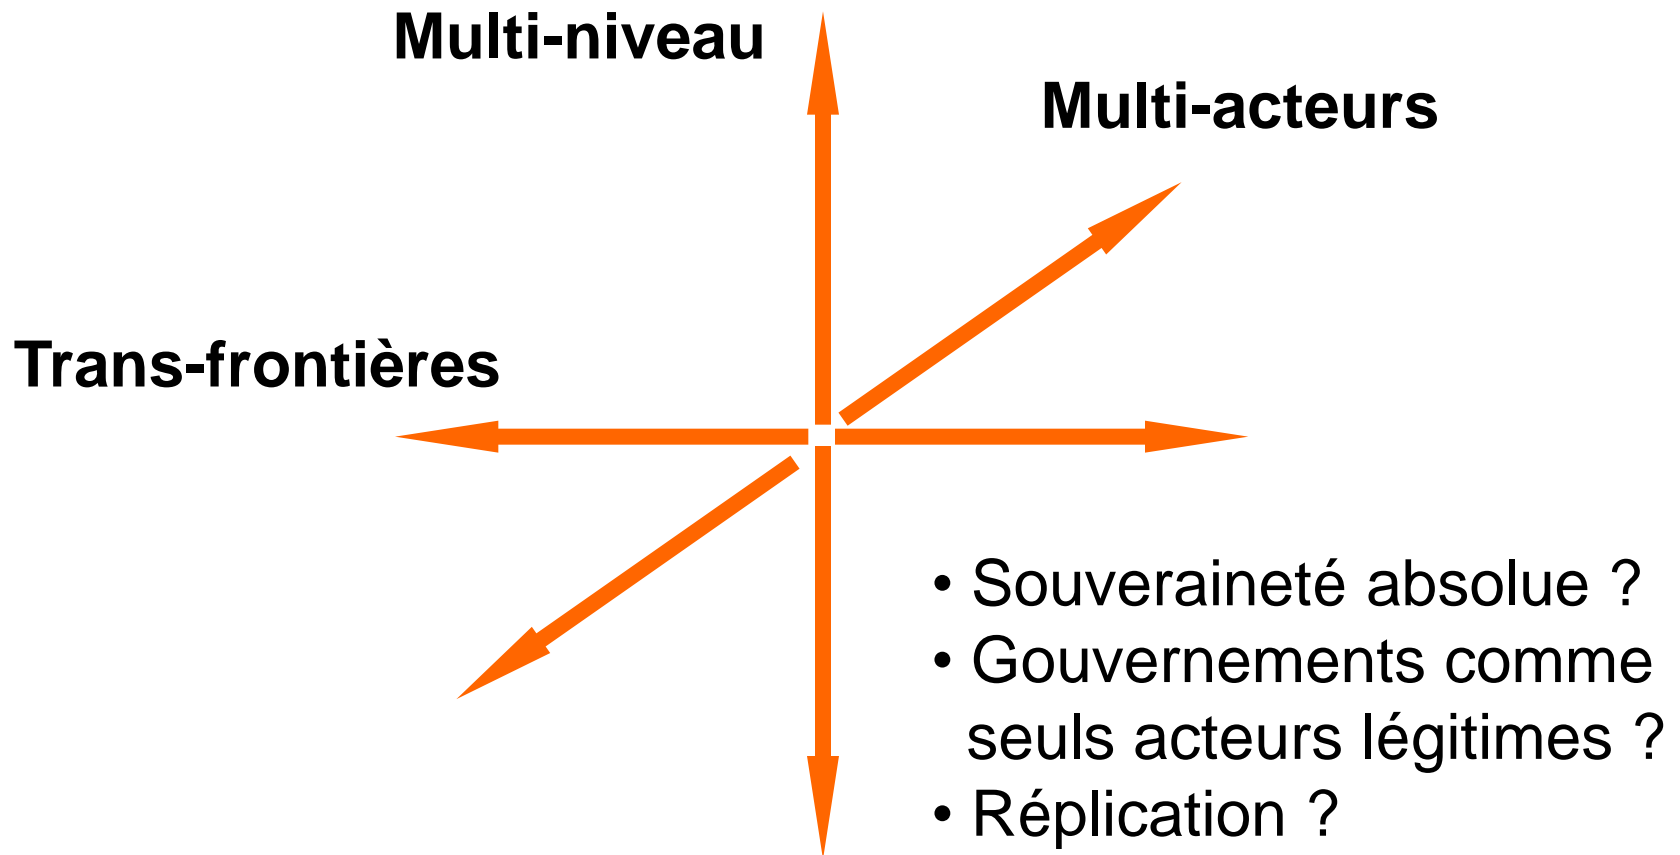 Multi-niveau
Multi-acteurs
Trans-frontières
• Souveraineté absolue ?
• Gouvernements comme
seuls acteurs légitimes ?
• Réplication ?